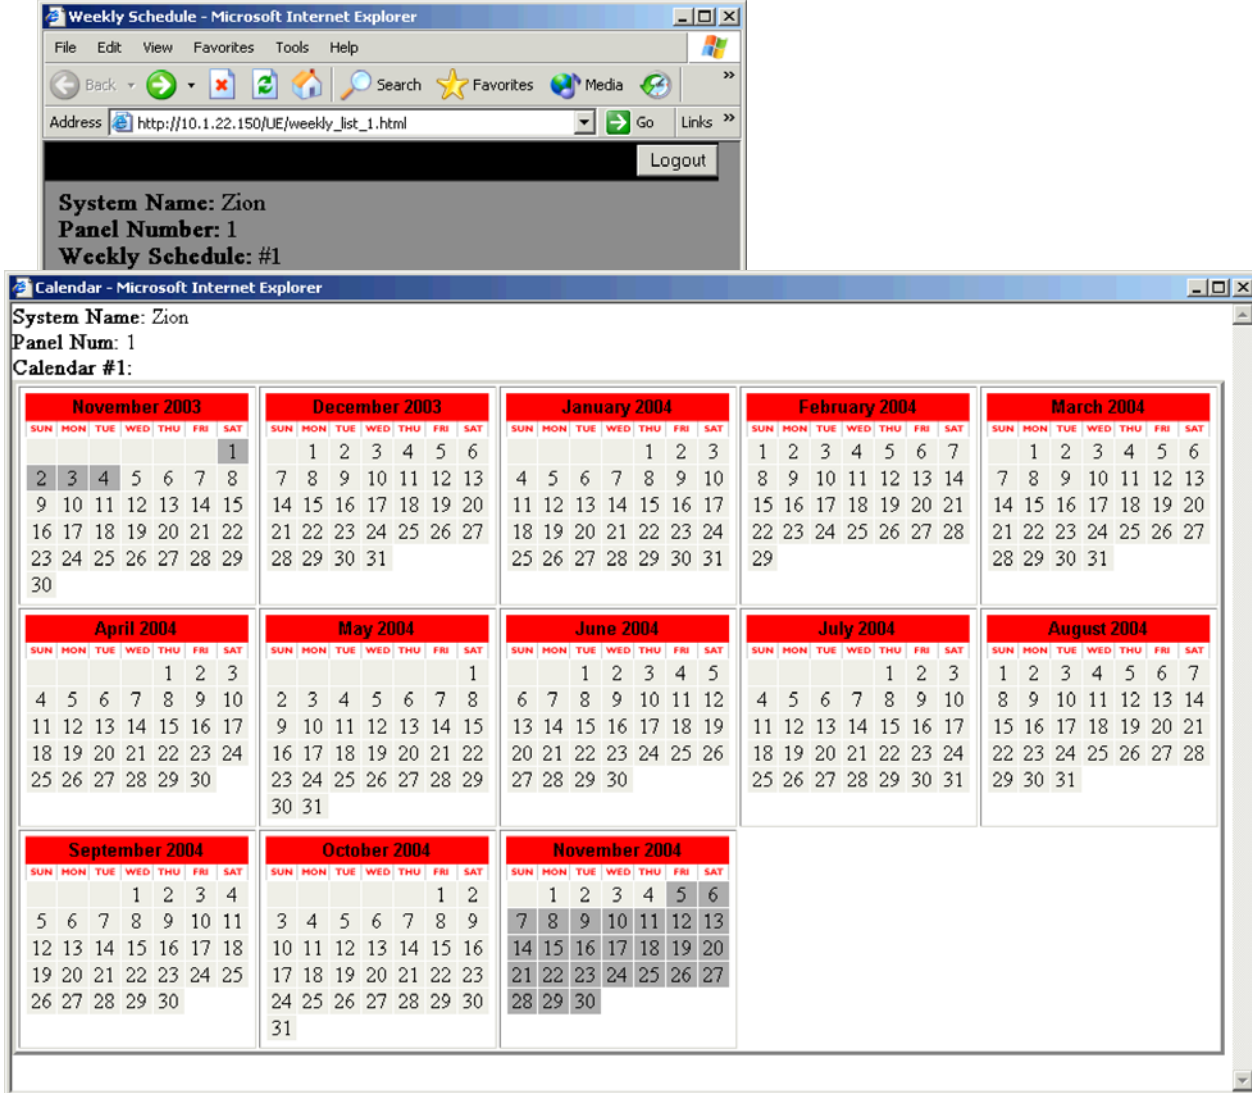 Weekly Schedule - Microsoft Internet Explorer
File Edit View Favorites Tools Help
Back Search Favorites Media »
Address http://10.1.22.150/UE/weekly_list_1.html Go Links »
Logout
System Name: Zion
Panel Number: 1
Weekly Schedule: #1
Calendar - Microsoft Internet Explorer
System Name: Zion
Panel Num: 1
Calendar #1:
November 2003
SUN MON TUE WED THU FRI SAT
1
2 3 4 5 6 7 8
9 10 11 12 13 14 15
16 17 18 19 20 21 22
23 24 25 26 27 28 29
30
December 2003
SUN MON TUE WED THU FRI SAT
1 2 3 4 5 6
7 8 9 10 11 12 13
14 15 16 17 18 19 20
21 22 23 24 25 26 27
28 29 30 31
January 2004
SUN MON TUE WED THU FRI SAT
1 2 3
4 5 6 7 8 9 10
11 12 13 14 15 16 17
18 19 20 21 22 23 24
25 26 27 28 29 30 31
February 2004
SUN MON TUE WED THU FRI SAT
1 2 3 4 5 6 7
8 9 10 11 12 13 14
15 16 17 18 19 20 21
22 23 24 25 26 27 28
29
March 2004
SUN MON TUE WED THU FRI SAT
1 2 3 4 5 6
7 8 9 10 11 12 13
14 15 16 17 18 19 20
21 22 23 24 25 26 27
28 29 30 31
April 2004
SUN MON TUE WED THU FRI SAT
1 2 3
4 5 6 7 8 9 10
11 12 13 14 15 16 17
18 19 20 21 22 23 24
25 26 27 28 29 30
May 2004
SUN MON TUE WED THU FRI SAT
1
2 3 4 5 6 7 8
9 10 11 12 13 14 15
16 17 18 19 20 21 22
23 24 25 26 27 28 29
30 31
June 2004
SUN MON TUE WED THU FRI SAT
1 2 3 4 5
6 7 8 9 10 11 12
13 14 15 16 17 18 19
20 21 22 23 24 25 26
27 28 29 30
July 2004
SUN MON TUE WED THU FRI SAT
1 2 3
4 5 6 7 8 9 10
11 12 13 14 15 16 17
18 19 20 21 22 23 24
25 26 27 28 29 30 31
August 2004
SUN MON TUE WED THU FRI SAT
1 2 3 4 5 6 7
8 9 10 11 12 13 14
15 16 17 18 19 20 21
22 23 24 25 26 27 28
29 30 31
September 2004
SUN MON TUE WED THU FRI SAT
1 2 3 4
5 6 7 8 9 10 11
12 13 14 15 16 17 18
19 20 21 22 23 24 25
26 27 28 29 30
October 2004
SUN MON TUE WED THU FRI SAT
1 2
3 4 5 6 7 8 9
10 11 12 13 14 15 16
17 18 19 20 21 22 23
24 25 26 27 28 29 30
31
November 2004
SUN MON TUE WED THU FRI SAT
1 2 3 4 5 6
7 8 9 10 11 12 13
14 15 16 17 18 19 20
21 22 23 24 25 26 27
28 29 30